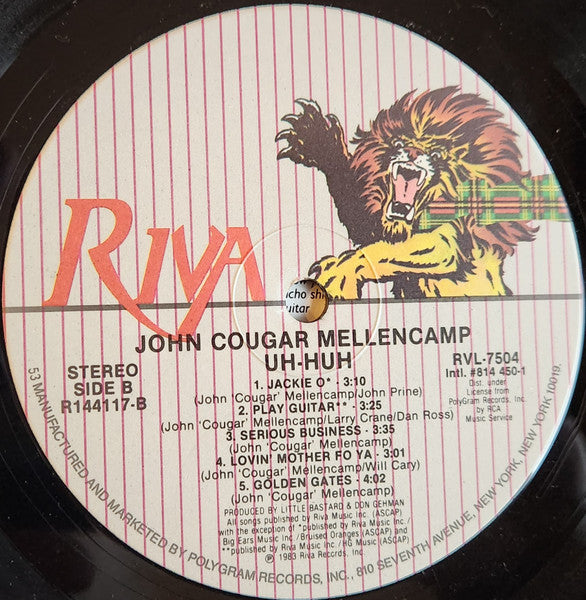 RIVA
cho shi
uitar
JOHN COUGAR MELLENCAMP
UH-HUH
STEREO
SIDE B
R144117-B
RVL-7504
Intl. #814 450-1
Dist. under
License from
PolyGram Records, Inc.
by RCA
Music Service
1. JACKIE O* - 3:10
(John 'Cougar' Mellencamp/John Prine)
2. PLAY GUITAR** - 3:25
(John 'Cougar' Mellencamp/Larry Crane/Dan Ross)
3. SERIOUS BUSINESS - 3:35
(John 'Cougar' Mellencamp)
4. LOVIN' MOTHER FO YA - 3:01
(John 'Cougar' Mellencamp/Will Cary)
5. GOLDEN GATES - 4:02
(John 'Cougar' Mellencamp)
PRODUCED BY LITTLE BASTARD & DON GEHMAN
All songs published by Riva Music Inc. (ASCAP)
with the exception of *published by Riva Music Inc./
Big Ears Music Inc./Bruised Oranges (ASCAP) and
**published by Riva Music Inc./HG Music (ASCAP)
℗1983 Riva Records, Inc.
53 MANUFACTURED AND MARKETED BY POLYGRAM RECORDS, INC., 810 SEVENTH AVENUE, NEW YORK, NEW YORK 10019.